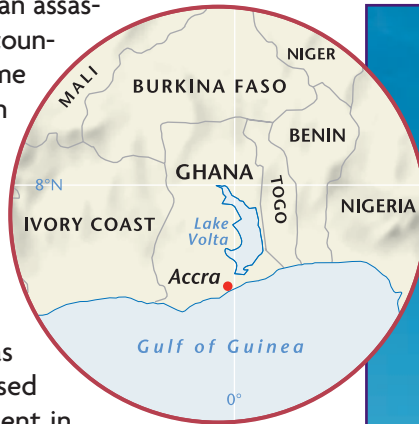 an assas-
coun-
me
NIGER
MALI
BURKINA FASO
BENIN
GHANA
8°N
TOGO
NIGERIA
IVORY COAST
Lake
Volta
Accra
Gulf of Guinea
sed
0°
ent in